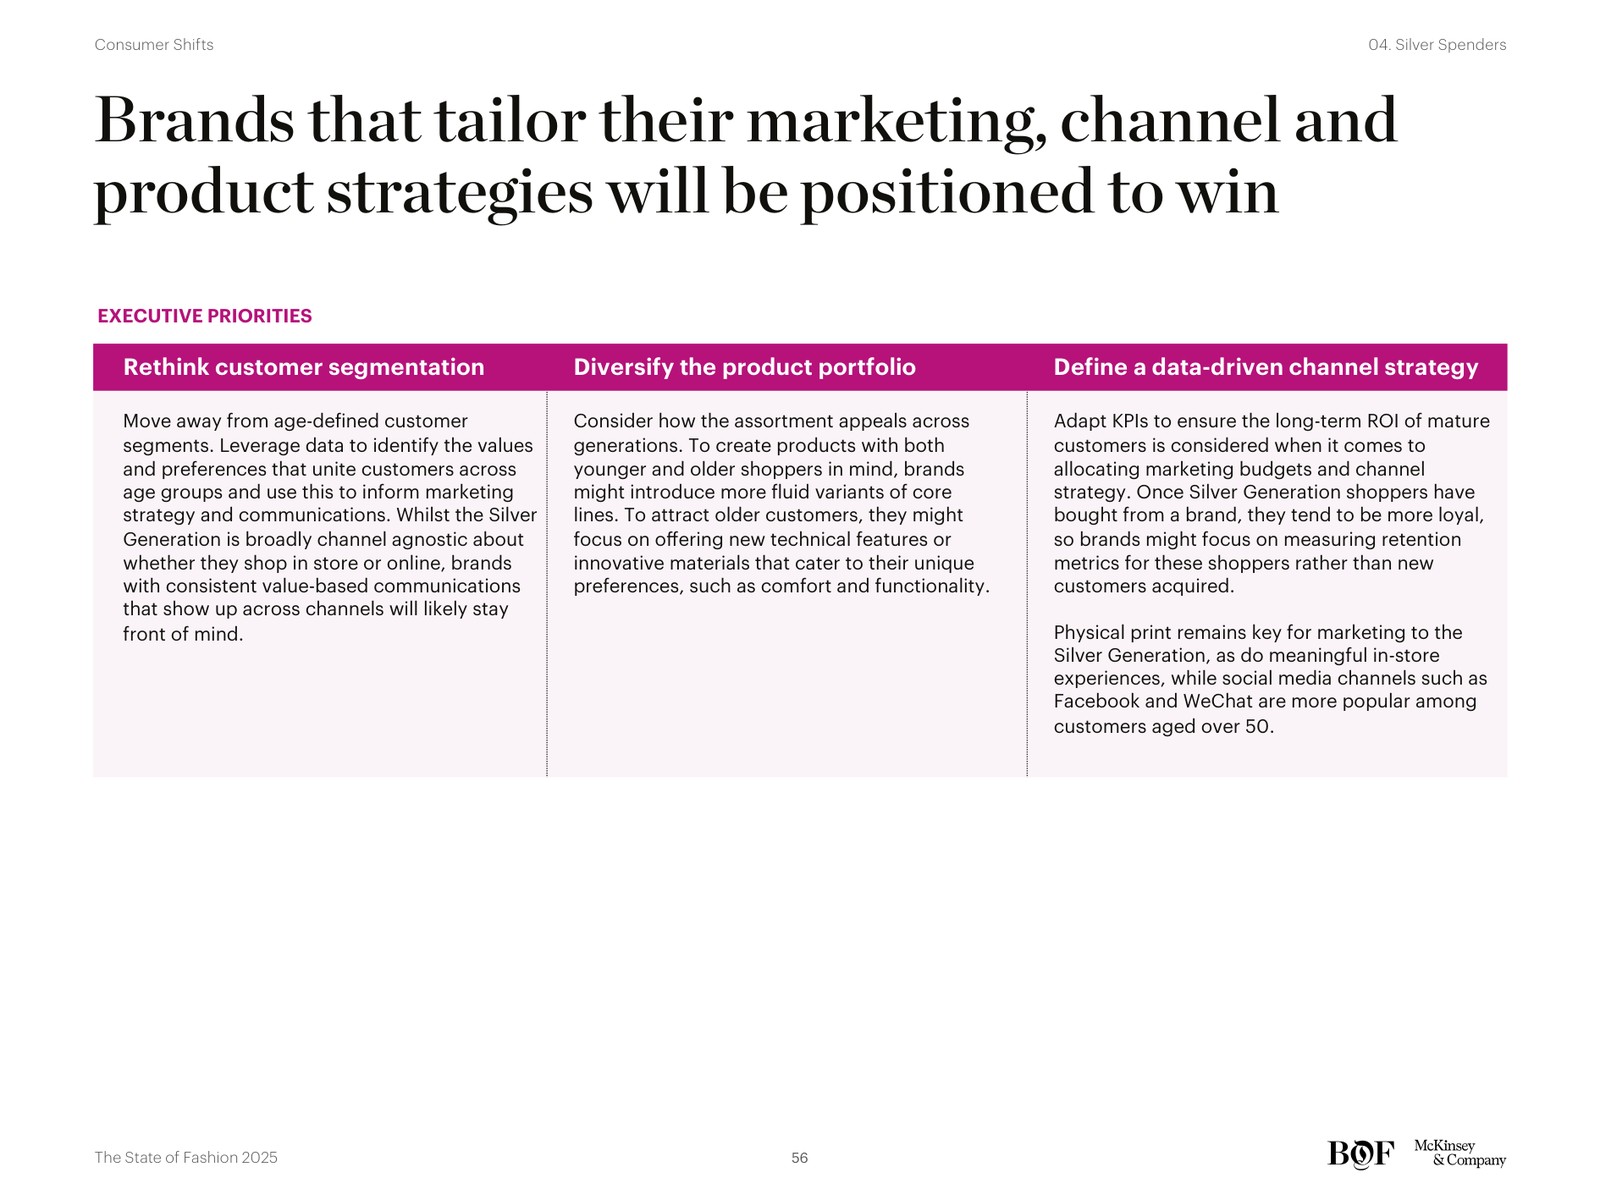 Consumer Shifts
04. Silver Spenders
Brands that tailor their marketing, channel and
product strategies will be positioned to win
EXECUTIVE PRIORITIES
Rethink customer segmentation
Move away from age-defined customer
segments. Leverage data to identify the values
and preferences that unite customers across
age groups and use this to inform marketing
strategy and communications. Whilst the Silver
Generation is broadly channel agnostic about
whether they shop in store or online, brands
with consistent value-based communications
that show up across channels will likely stay
front of mind.
Diversify the product portfolio
Consider how the assortment appeals across
generations. To create products with both
younger and older shoppers in mind, brands
might introduce more fluid variants of core
lines. To attract older customers, they might
focus on offering new technical features or
innovative materials that cater to their unique
preferences, such as comfort and functionality.
Define a data-driven channel strategy
Adapt KPIs to ensure the long-term ROI of mature
customers is considered when it comes to
allocating marketing budgets and channel
strategy. Once Silver Generation shoppers have
bought from a brand, they tend to be more loyal,
so brands might focus on measuring retention
metrics for these shoppers rather than new
customers acquired.
Physical print remains key for marketing to the
Silver Generation, as do meaningful in-store
experiences, while social media channels such as
Facebook and WeChat are more popular among
customers aged over 50.
The State of Fashion 2025
56
BOF
McKinsey
& Company